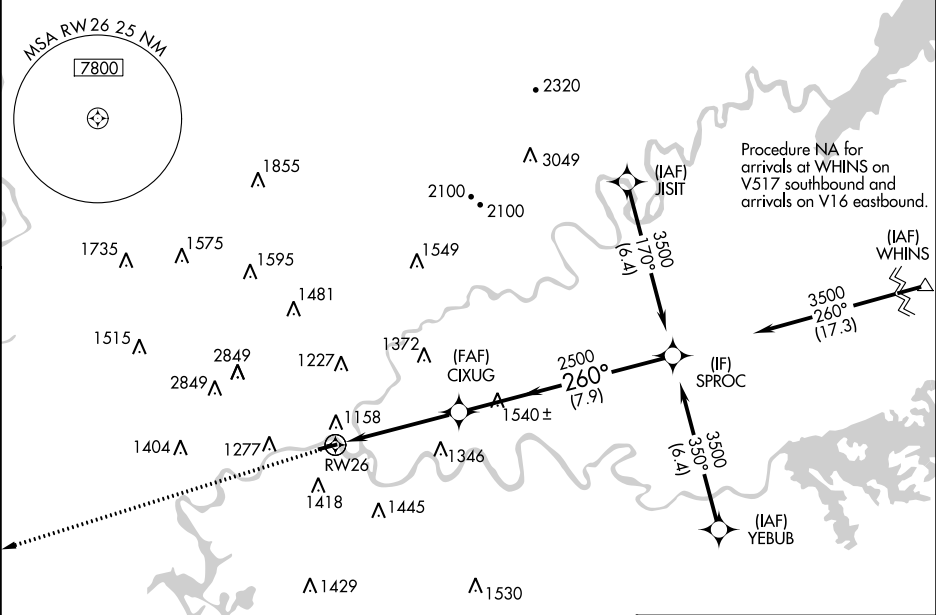 MSA RW26 25 NM
7800
2320
3049
1855
2100
2100
Procedure NA for
arrivals at WHINS on
V517 southbound and
arrivals on V16 eastbound.
(IAF)
JISIT
3500
170°
(6.4)
(IAF)
WHINS
3500
260°
(17.3)
1735
1575
1595
1549
1481
1515
2849
2849
1227
1372
(FAF)
CIXUG
2500
260°
(7.9)
(IF)
SPROC
1540 ±
1158
1404
1277
RW26
1346
1418
1445
3500
350°
(6.4)
(IAF)
YEBUB
1429
1530